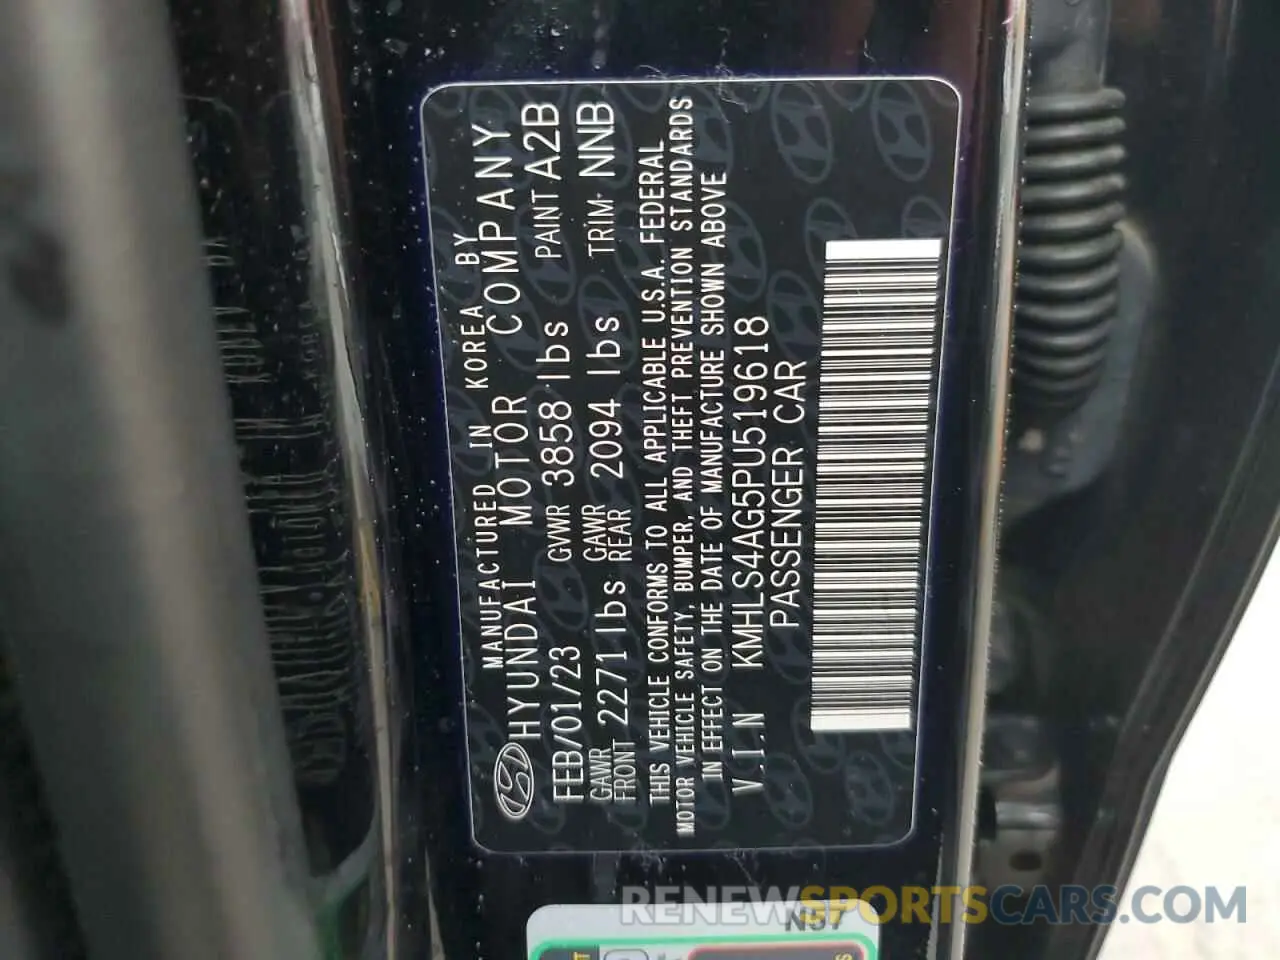 MANUFACTURED IN KOREA BY
HYUNDAI MOTOR COMPANY
FEB/01/23 GVWR 3858 lbs PAINT A2B
GAWR FRONT 2271 lbs GAWR REAR 2094 lbs TRIM NNB
THIS VEHICLE CONFORMS TO ALL APPLICABLE U.S.A. FEDERAL
MOTOR VEHICLE SAFETY, BUMPER, AND THEFT PREVENTION STANDARDS
IN EFFECT ON THE DATE OF MANUFACTURE SHOWN ABOVE
V.I.N KMHLS4AG5PU519618
PASSENGER CAR
N57
RENEWSPORTSCARS.COM